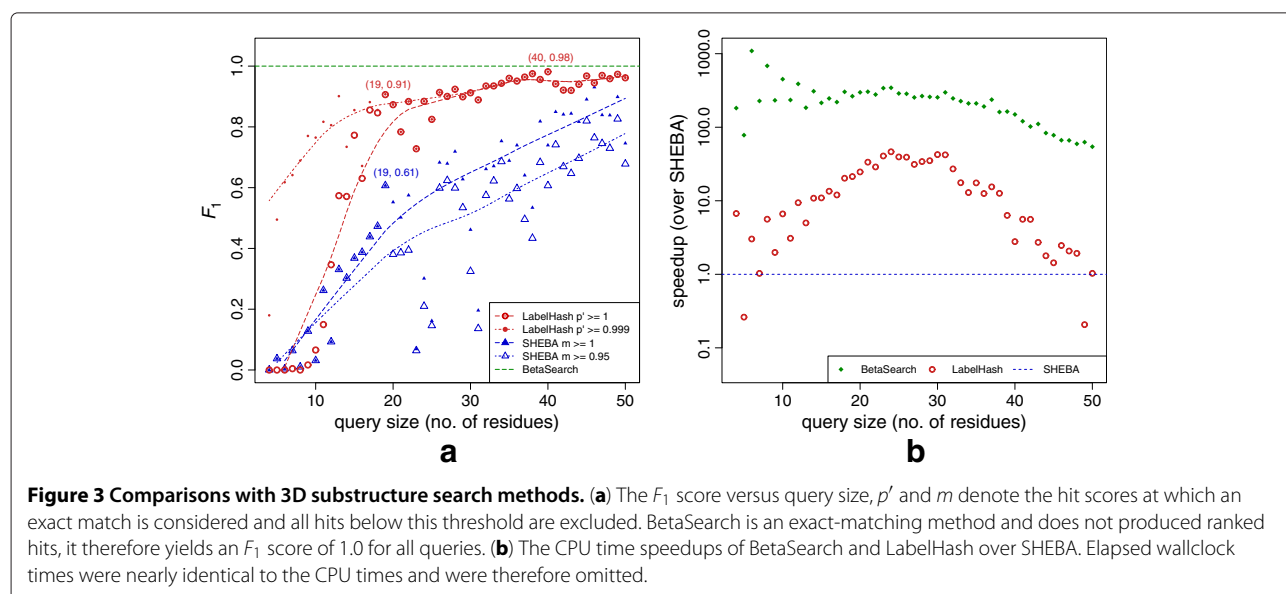 (40, 0.98)
(19, 0.91)
(19, 0.61)
F1
0.0
0.2
0.4
0.6
0.8
1.0
10
20
30
40
50
query size (no. of residues)
LabelHash p' >= 1
LabelHash p' >= 0.999
SHEBA m >= 1
SHEBA m >= 0.95
BetaSearch
a
speedup (over SHEBA)
0.1
1.0
10.0
100.0
1000.0
BetaSearch
LabelHash
SHEBA
10
20
30
40
50
query size (no. of residues)
b
Figure 3 Comparisons with 3D substructure search methods. (a) The F1 score versus query size, p′ and m denote the hit scores at which an
exact match is considered and all hits below this threshold are excluded. BetaSearch is an exact-matching method and does not produced ranked
hits, it therefore yields an F1 score of 1.0 for all queries. (b) The CPU time speedups of BetaSearch and LabelHash over SHEBA. Elapsed wallclock
times were nearly identical to the CPU times and were therefore omitted.